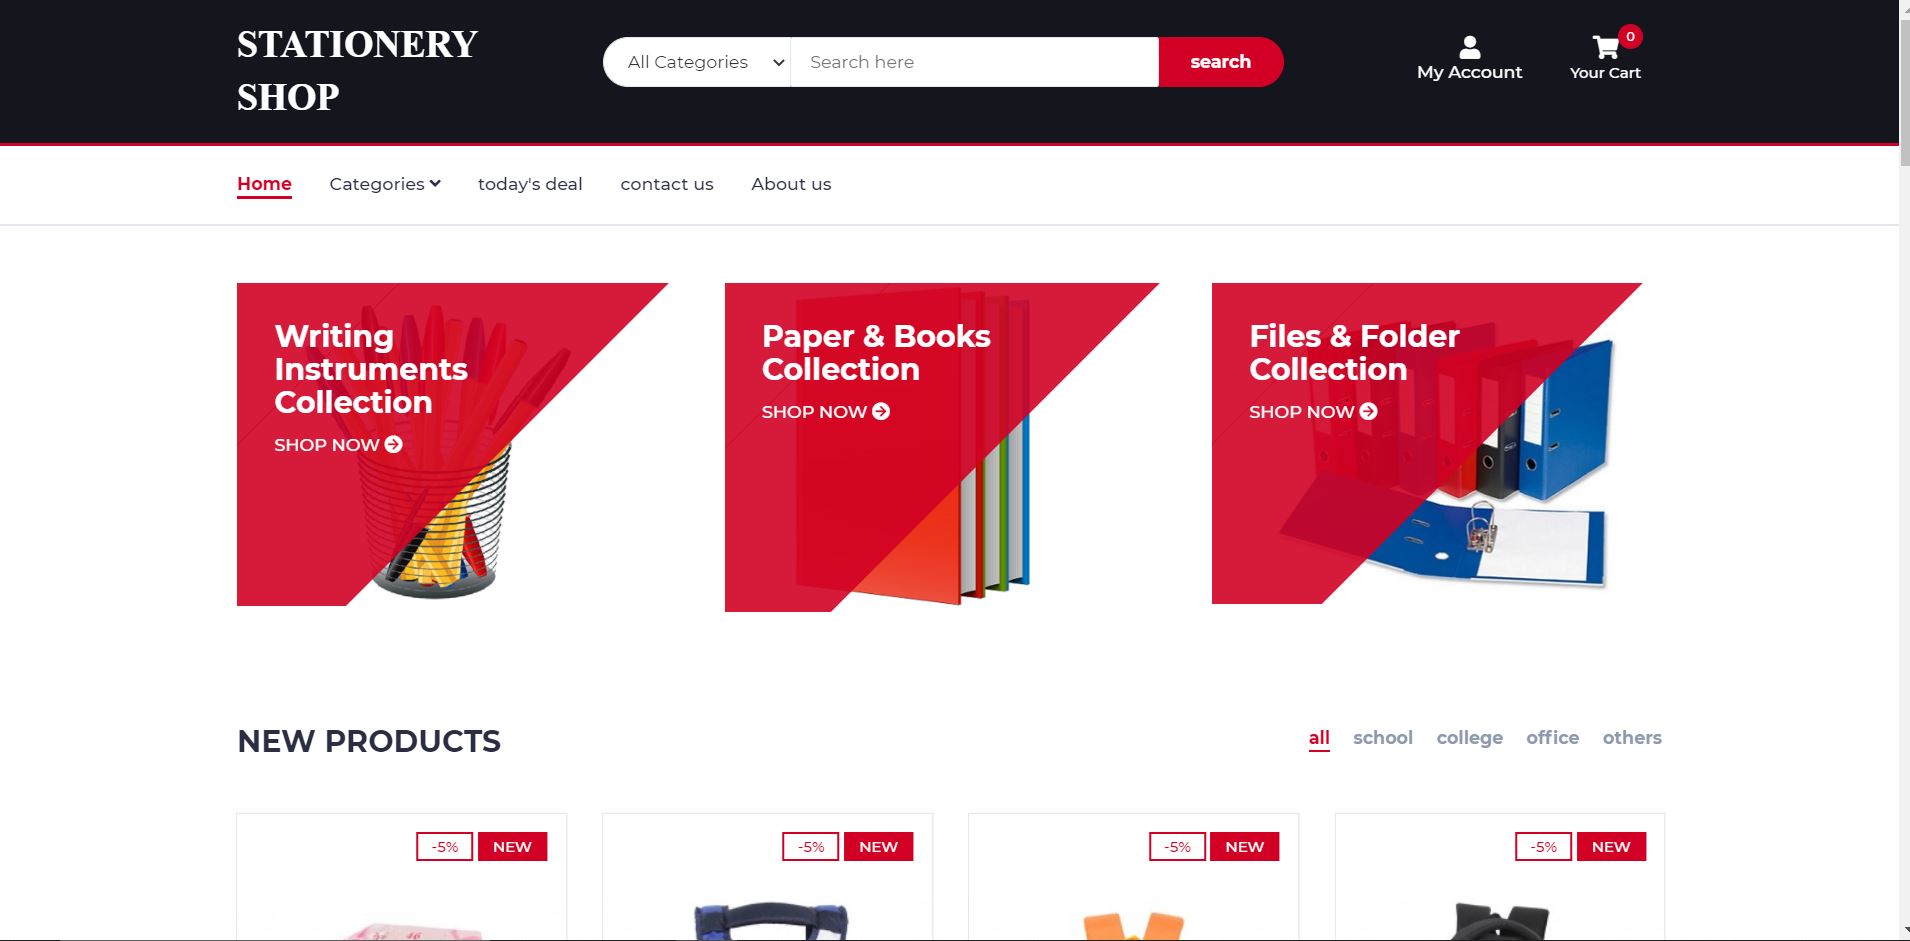 STATIONERY
SHOP
All Categories
Search here
search
My Account
0
Your Cart
Home
Categories
today's deal
contact us
About us
Writing
Instruments
Collection
SHOP NOW
Paper & Books
Collection
SHOP NOW
Files & Folder
Collection
SHOP NOW
NEW PRODUCTS
all
school
college
office
others
-5%
NEW
-5%
NEW
-5%
NEW
-5%
NEW